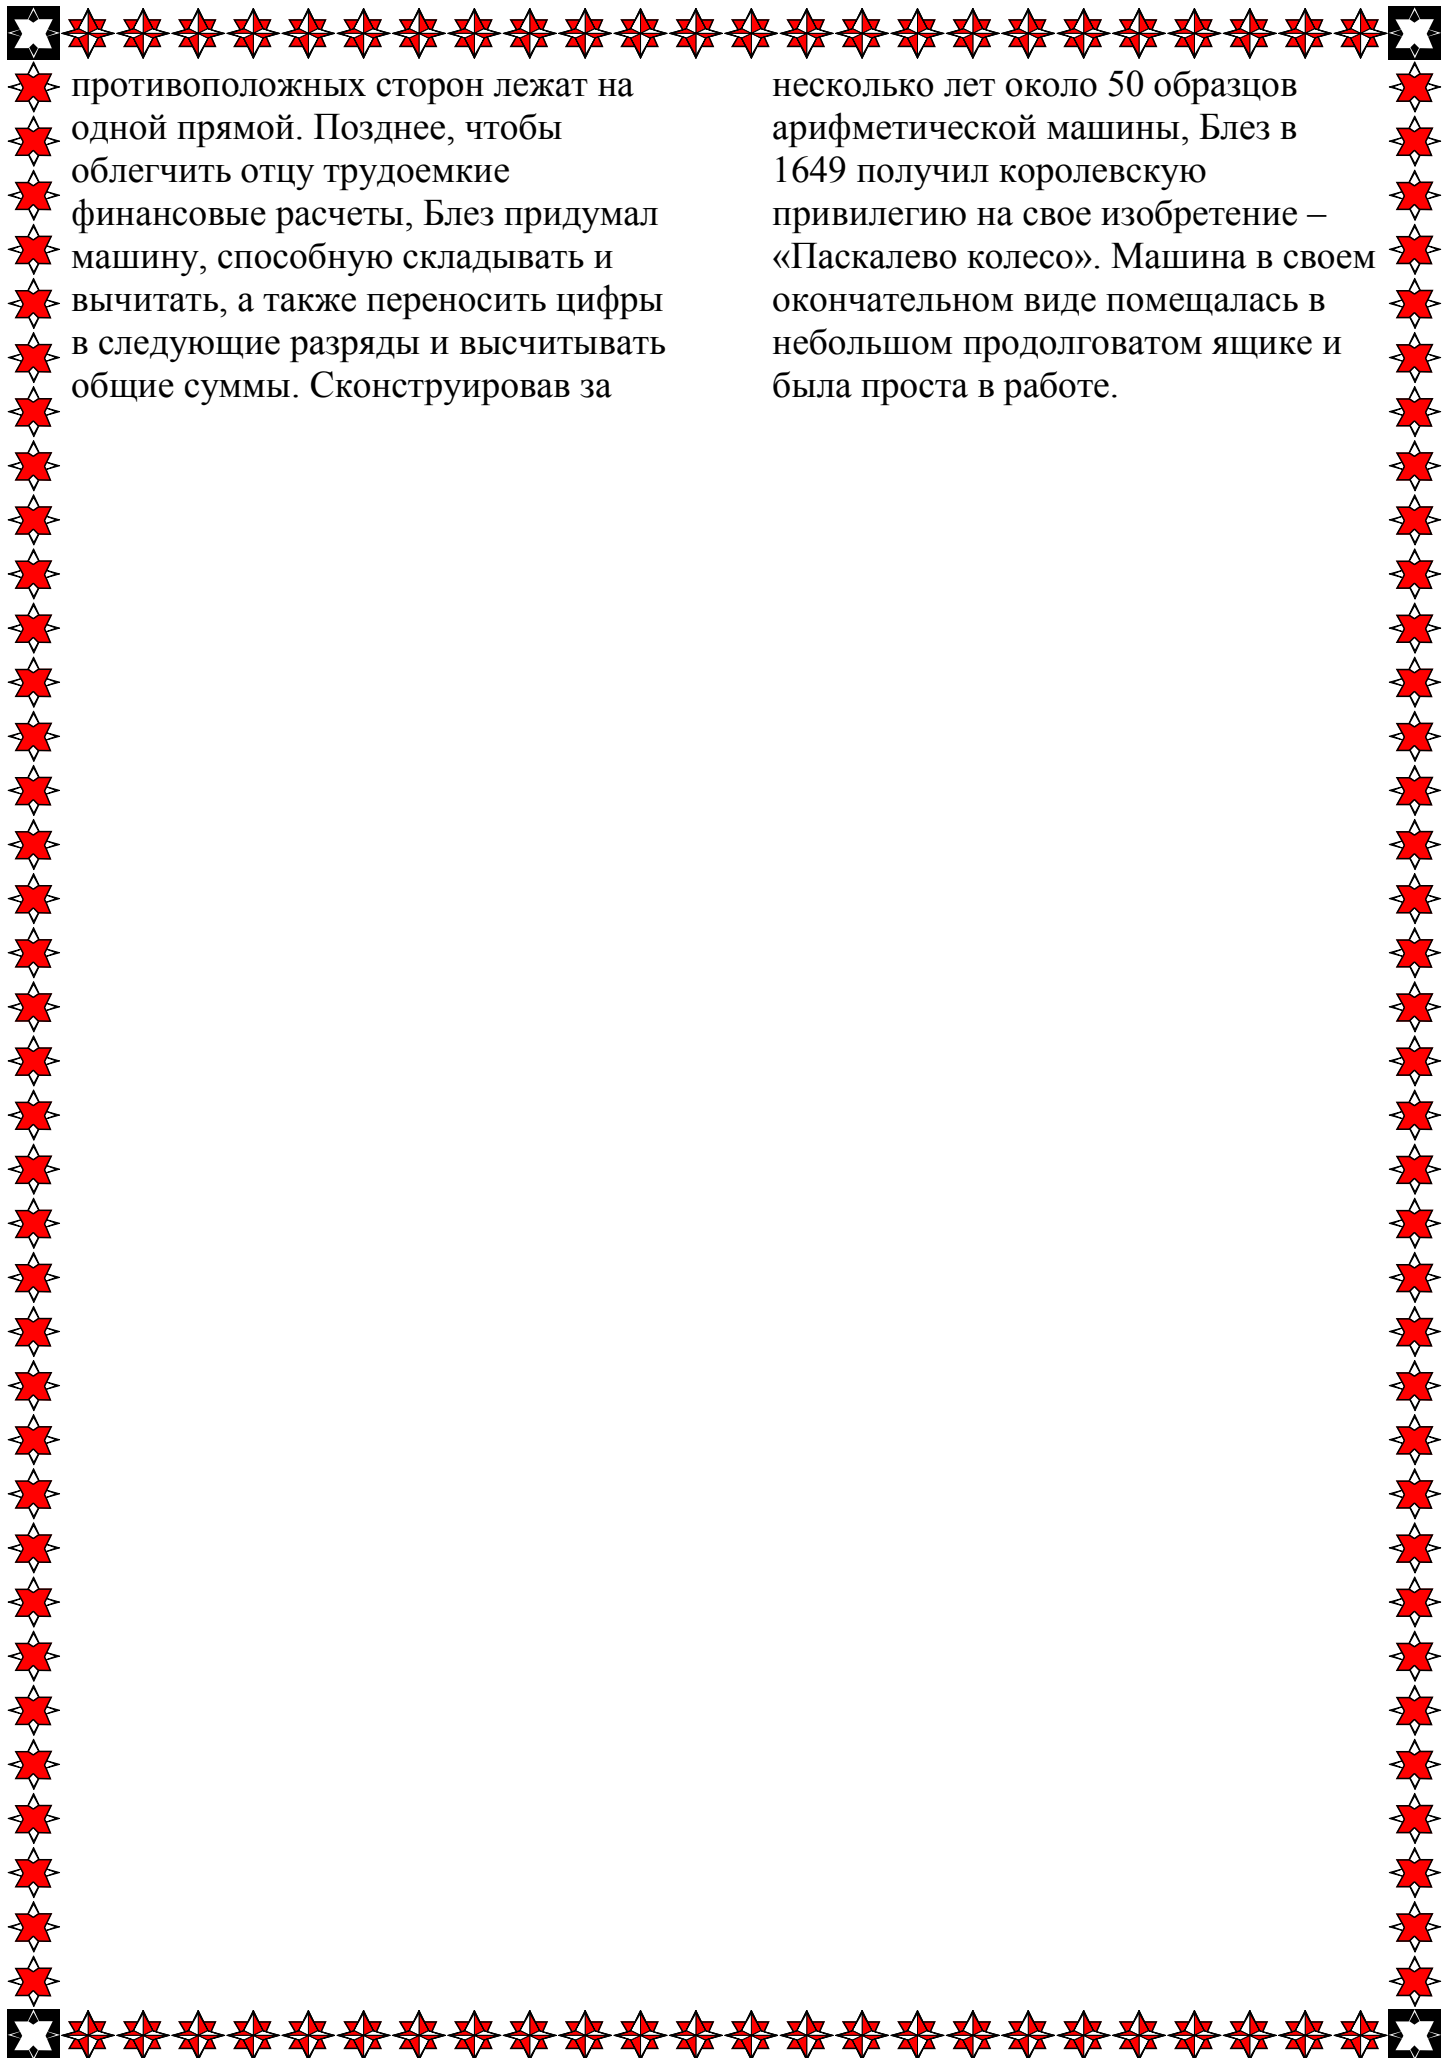 противоположных сторон лежат на
одной прямой. Позднее, чтобы
облегчить отцу трудоемкие
финансовые расчеты, Блез придумал
машину, способную складывать и
вычитать, а также переносить цифры
в следующие разряды и высчитывать
общие суммы. Сконструировав за
несколько лет около 50 образцов
арифметической машины, Блез в
1649 получил королевскую
привилегию на свое изобретение –
«Паскалево колесо». Машина в своем
окончательном виде помещалась в
небольшом продолговатом ящике и
была проста в работе.